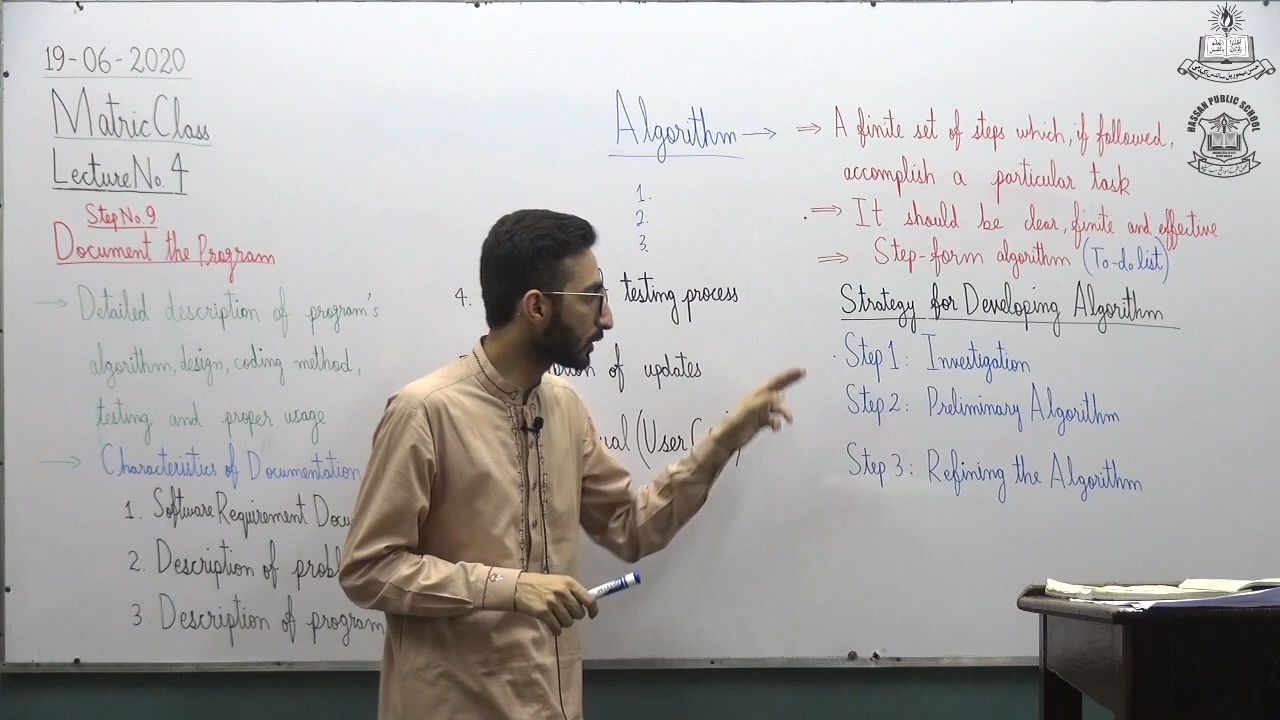 19-06-2020
Matric Class
Lecture No. 4
Step No. 9
Document the Program
→ Detailed description of program's
algorithm, design, coding method,
testing and proper usage
→ Characteristics of Documentation
1. Software Requirement Docu
2. Description of probl
3. Description of program
4. testing process
of updates
(User
Algorithm →
1.
2.
3.
⇒ A finite set of steps which, if followed,
accomplish a particular task
⇒ It should be clear, finite and effective
⇒ Step-form algorithm (To-do list)
Strategy for Developing Algorithm
Step 1: Investigation
Step 2: Preliminary Algorithm
Step 3: Refining the Algorithm
HASSAN PUBLIC SCHOOL